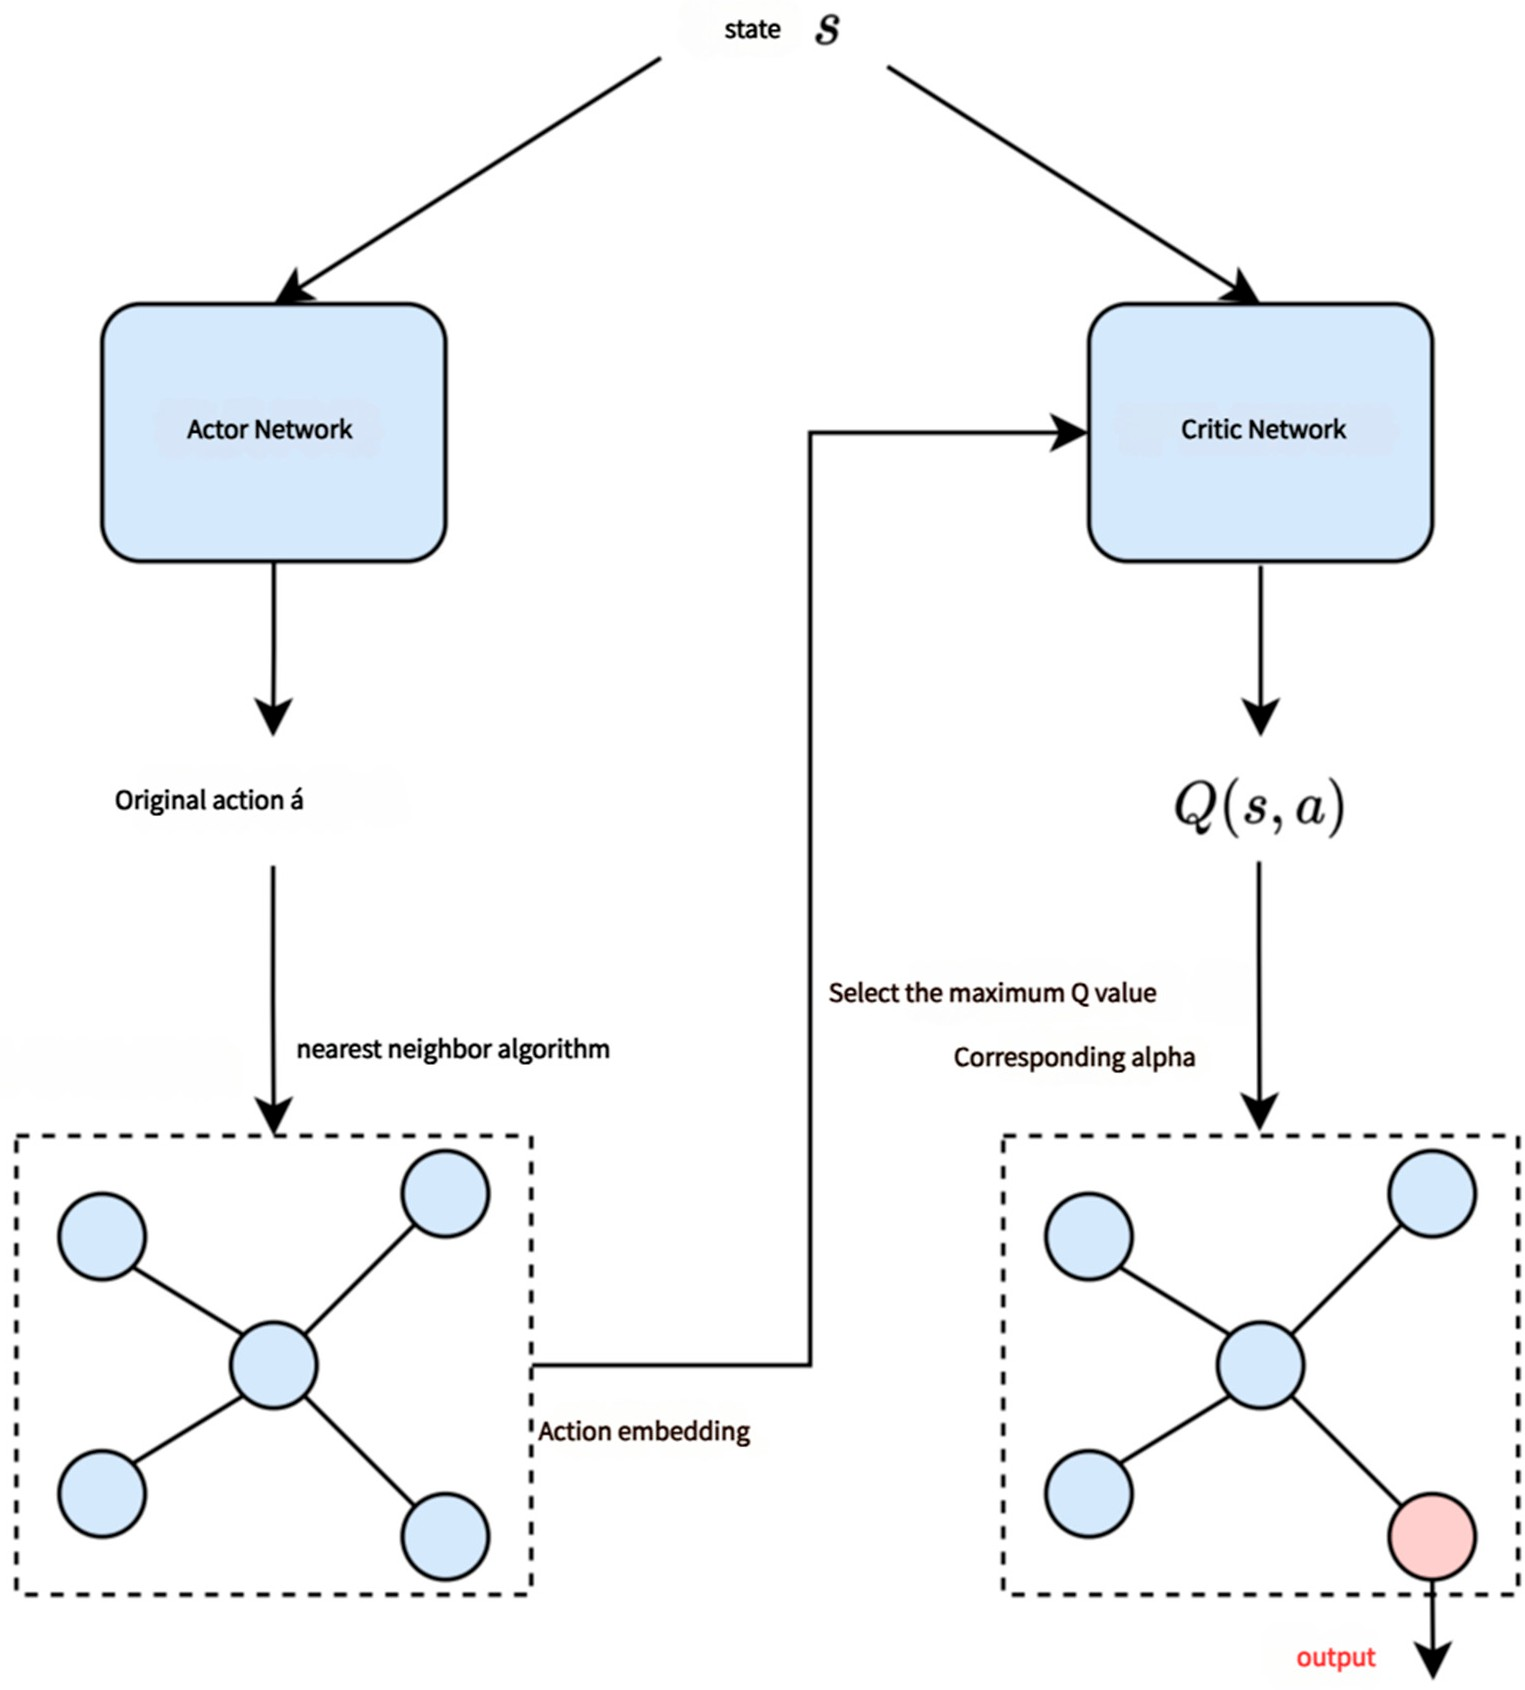 state s
Actor Network
Critic Network
Original action á
Q(s, a)
Select the maximum Q value
Corresponding alpha
nearest neighbor algorithm
Action embedding
output